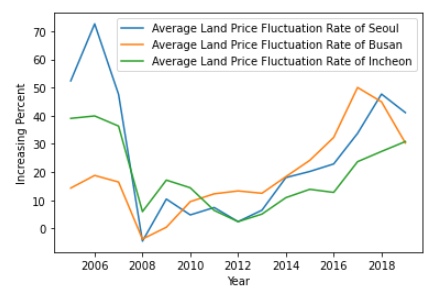 Average Land Price Fluctuation Rate of Seoul
Average Land Price Fluctuation Rate of Busan
Average Land Price Fluctuation Rate of Incheon
Increasing Percent
70
60
50
40
30
20
10
0
2006 2008 2010 2012 2014 2016 2018
Year